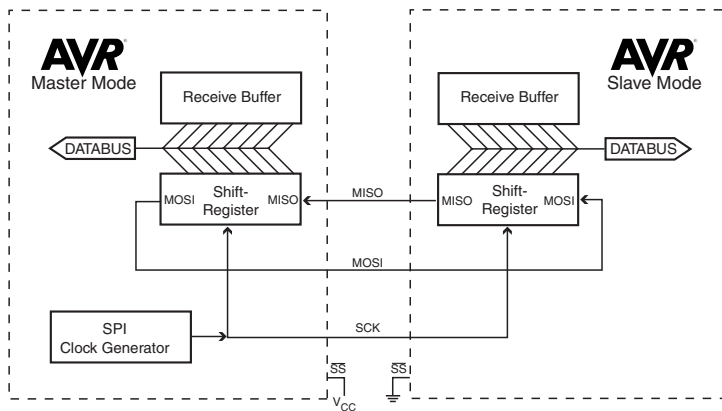 AVR®
Master Mode
Receive Buffer
DATABUS
MOSI
Shift-
Register
MISO
SPI
Clock Generator
MISO
MOSI
SCK
SS
VCC
SS
AVR®
Slave Mode
Receive Buffer
DATABUS
MISO
Shift-
Register
MOSI